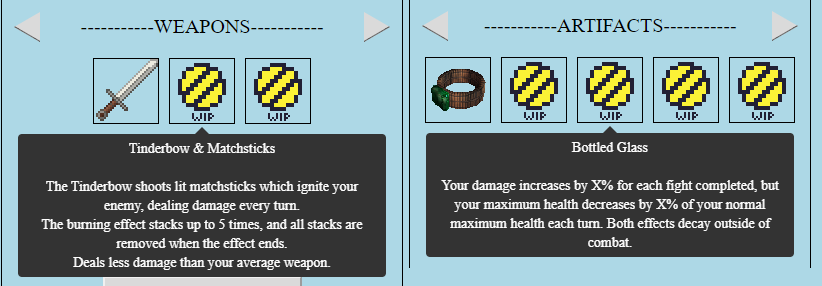 -----------WEAPONS-----------
WIP WIP
Tinderbow & Matchsticks
The Tinderbow shoots lit matchsticks which ignite your
enemy, dealing damage every turn.
The burning effect stacks up to 5 times, and all stacks are
removed when the effect ends.
Deals less damage than your average weapon.
-----------ARTIFACTS-----------
WIP WIP WIP WIP
Bottled Glass
Your damage increases by X% for each fight completed, but
your maximum health decreases by X% of your normal
maximum health each turn. Both effects decay outside of
combat.